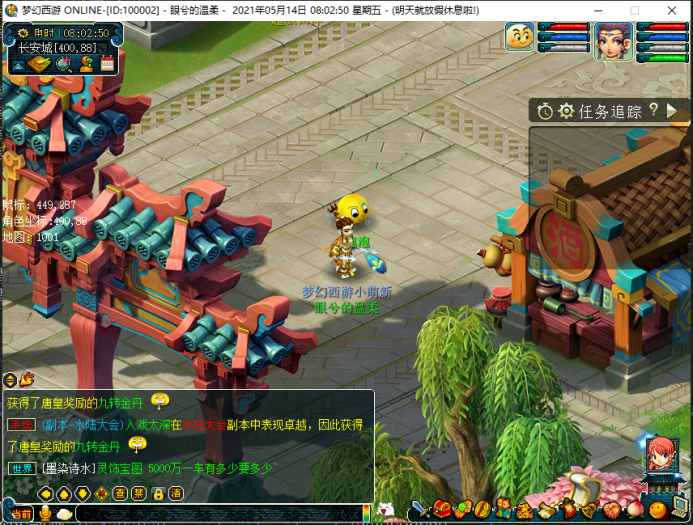 梦幻西游 ONLINE-[ID:100002] - 眼兮的温柔 - 2021年05月14日 08:02:50 星期五 - (明天就放假休息啦!)
08:02:50
长安城[400,88]
任务追踪 ?
鼠标: 449,287
角色坐标:400,88
地图: 1001
酒
泡
梦幻西游小萌新
眼兮的温柔
获得了唐皇奖励的九转金丹
(副本-水陆大会)入戏太深在水陆大会副本中表现卓越，因此获得
了唐皇奖励的九转金丹
世界 [墨染诗水]灵饰宝图 5000万一车有多少要多少~
查 禁
当前